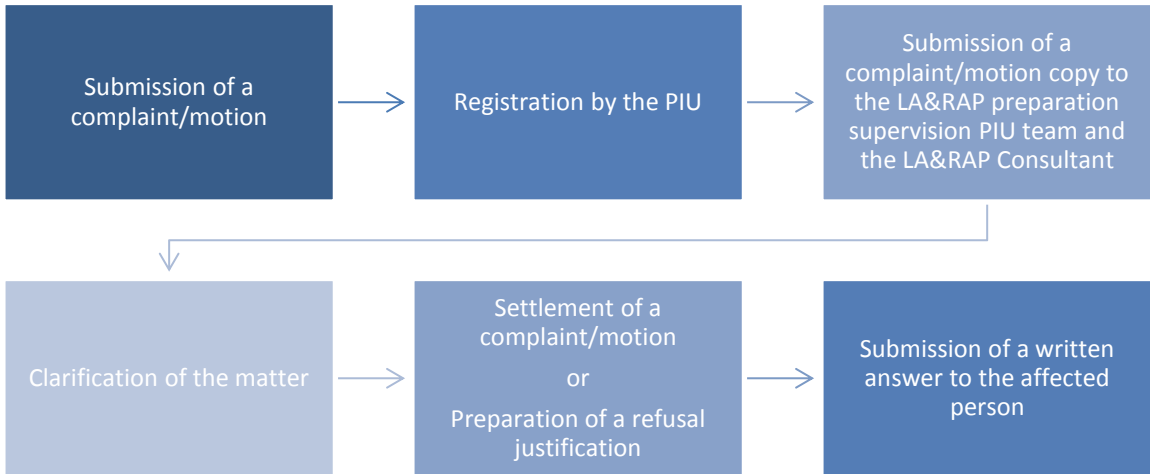 Submission of a
complaint/motion
Registration by the PIU
Submission of a
complaint/motion copy to
the LA&RAP preparation
supervision PIU team and
the LA&RAP Consultant
Clarification of the matter
Settlement of a
complaint/motion
or
Preparation of a refusal
justification
Submission of a written
answer to the affected
person